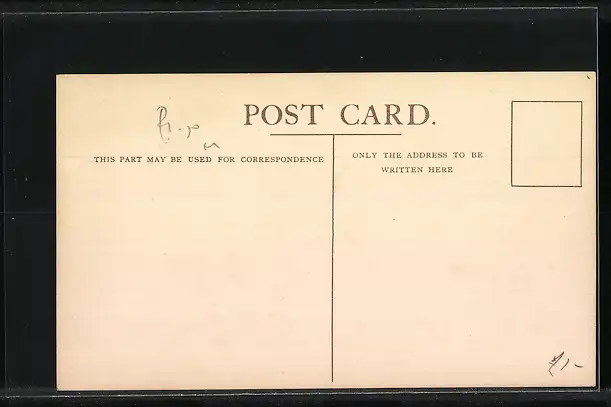 POST CARD.
THIS PART MAY BE USED FOR CORRESPONDENCE
ONLY THE ADDRESS TO BE
WRITTEN HERE